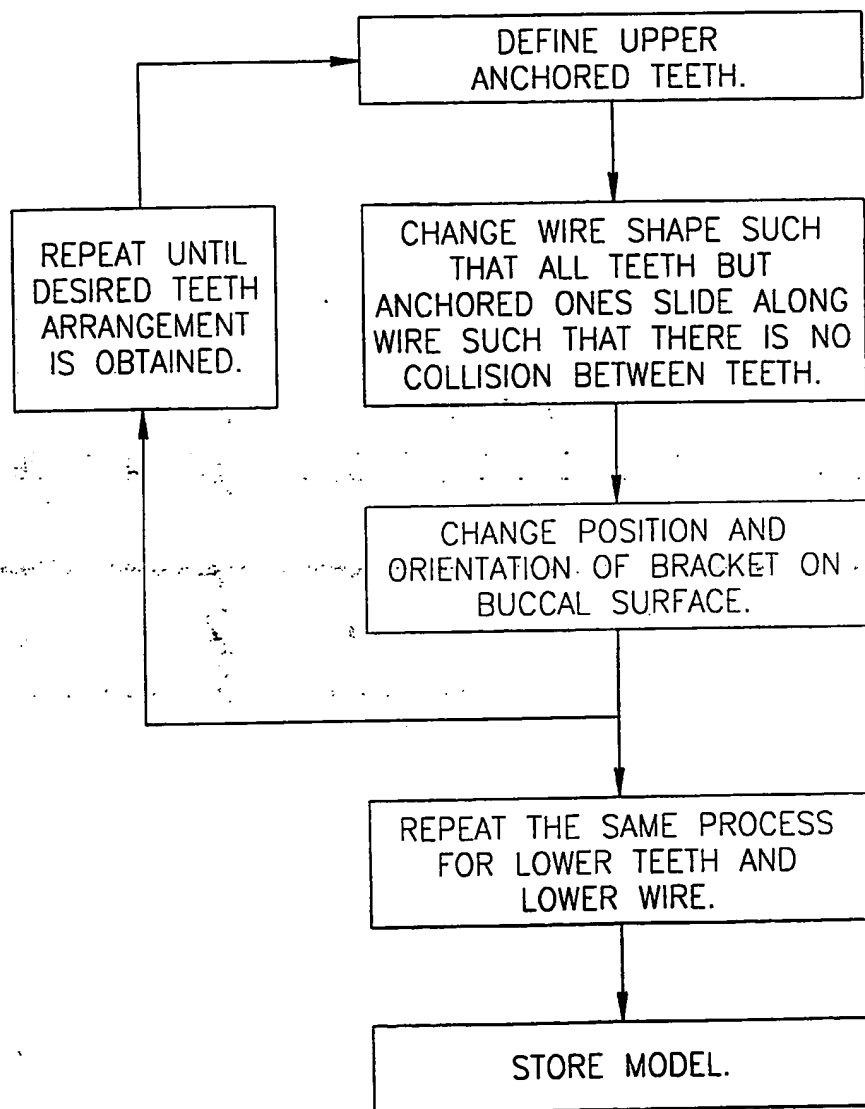 DEFINE UPPER
ANCHORED TEETH.
REPEAT UNTIL
DESIRED TEETH
ARRANGEMENT
IS OBTAINED.
CHANGE WIRE SHAPE SUCH
THAT ALL TEETH BUT
ANCHORED ONES SLIDE ALONG
WIRE SUCH THAT THERE IS NO
COLLISION BETWEEN TEETH.
CHANGE POSITION AND
ORIENTATION OF BRACKET ON
BUCCAL SURFACE.
REPEAT THE SAME PROCESS
FOR LOWER TEETH AND
LOWER WIRE.
STORE MODEL.